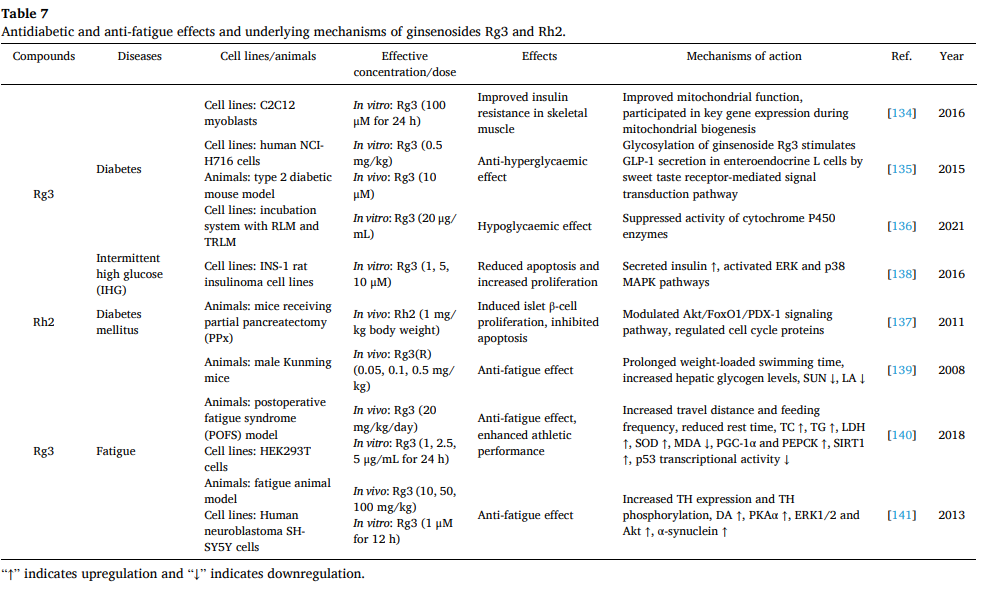 Table 7
Antidiabetic and anti-fatigue effects and underlying mechanisms of ginsenosides Rg3 and Rh2.
Compounds Diseases Cell lines/animals Effective concentration/dose Effects Mechanisms of action Ref. Year
Rg3
Diabetes
Cell lines: C2C12
myoblasts
In vitro: Rg3 (100
μM for 24 h)
Improved insulin
resistance in skeletal
muscle
Improved mitochondrial function,
participated in key gene expression during
mitochondrial biogenesis
[134] 2016
Cell lines: human NCI-
H716 cells
Animals: type 2 diabetic
mouse model
In vitro: Rg3 (0.5
mg/kg)
In vivo: Rg3 (10
μM)
Anti-hyperglycaemic
effect
Glycosylation of ginsenoside Rg3 stimulates
GLP-1 secretion in enteroendocrine L cells by
sweet taste receptor-mediated signal
transduction pathway
[135] 2015
Cell lines: incubation
system with RLM and
TRLM
In vitro: Rg3 (20 μg/
mL)
Hypoglycaemic effect
Suppressed activity of cytochrome P450
enzymes
[136] 2021
Intermittent
high glucose
(IHG)
Cell lines: INS-1 rat
insulinoma cell lines
In vitro: Rg3 (1, 5,
10 μM)
Reduced apoptosis and
increased proliferation
Secreted insulin ↑, activated ERK and p38
MAPK pathways
[138] 2016
Rh2
Diabetes
mellitus
Animals: mice receiving
partial pancreatectomy
(PPx)
In vivo: Rh2 (1 mg/
kg body weight)
Induced islet β-cell
proliferation, inhibited
apoptosis
Modulated Akt/FoxO1/PDX-1 signaling
pathway, regulated cell cycle proteins
[137] 2011
Rg3
Fatigue
Animals: male Kunming
mice
In vivo: Rg3(R)
(0.05, 0.1, 0.5 mg/
kg)
Anti-fatigue effect
Prolonged weight-loaded swimming time,
increased hepatic glycogen levels, SUN ↓, LA ↓
[139] 2008
Animals: postoperative
fatigue syndrome
(POFS) model
Cell lines: HEK293T
cells
In vivo: Rg3 (20
mg/kg/day)
In vitro: Rg3 (1, 2.5,
5 μg/mL for 24 h)
Anti-fatigue effect,
enhanced athletic
performance
Increased travel distance and feeding
frequency, reduced rest time, TC ↑, TG ↑, LDH
↑, SOD ↑, MDA ↓, PGC-1α and PEPCK ↑, SIRT1
↑, p53 transcriptional activity ↓
[140] 2018
Animals: fatigue animal
model
Cell lines: Human
neuroblastoma SH-
SY5Y cells
In vivo: Rg3 (10, 50,
100 mg/kg)
In vitro: Rg3 (1 μM
for 12 h)
Anti-fatigue effect
Increased TH expression and TH
phosphorylation, DA ↑, PKAα ↑, ERK1/2 and
Akt ↑, α-synuclein ↑
[141] 2013
“↑” indicates upregulation and “↓” indicates downregulation.